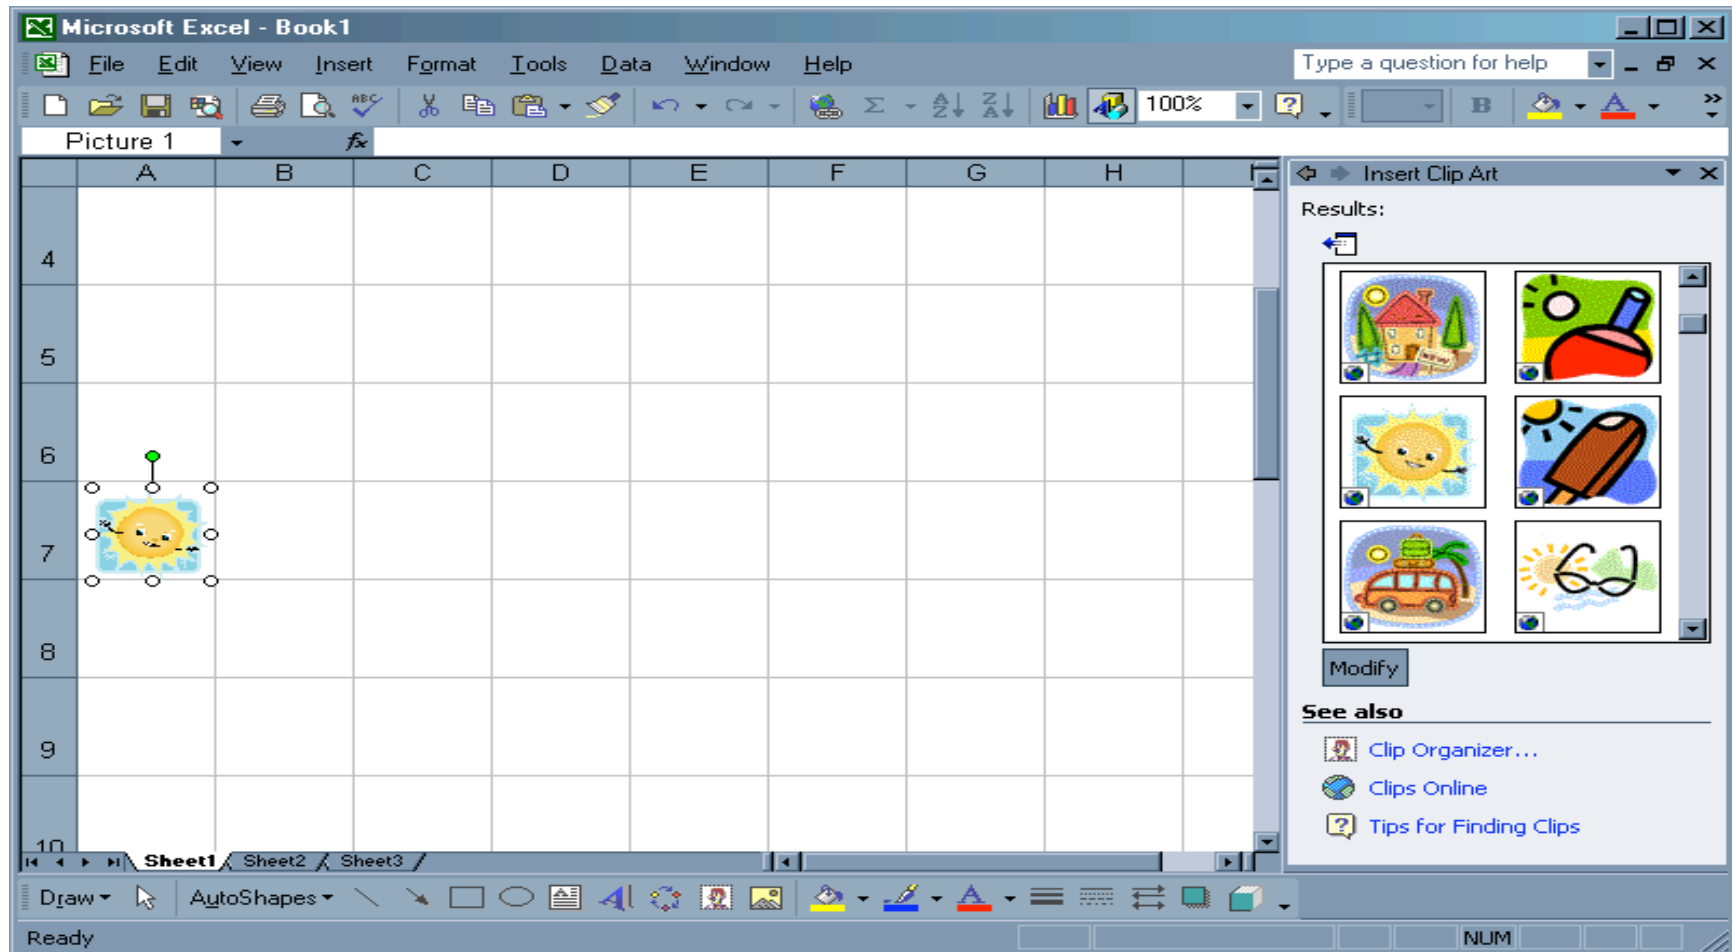 Microsoft Excel - Book1
File Edit View Insert Format Tools Data Window Help Type a question for help
ABC Σ A Z Z A 100% ? B A
Picture 1 fx
A B C D E F G H Insert Clip Art
Results:
4
5
6
7
8
9
10
Modify
See also
Clip Organizer...
Clips Online
Tips for Finding Clips
Sheet1 Sheet2 Sheet3
Draw AutoShapes A A
Ready NUM